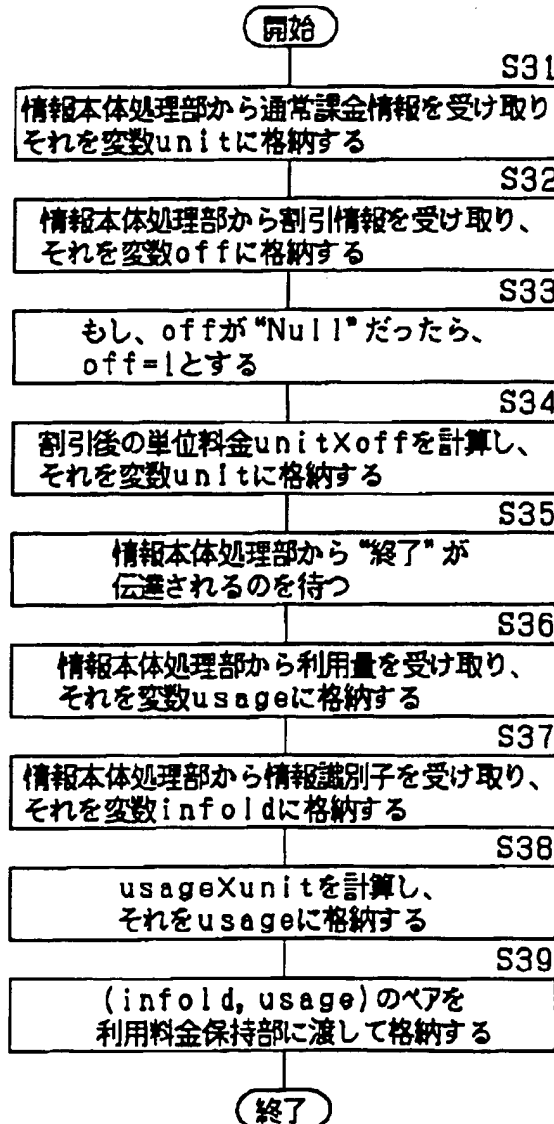 開始
S31
情報本体処理部から通常課金情報を受け取り
それを変数unitに格納する
S32
情報本体処理部から割引情報を受け取り、
それを変数offに格納する
S33
もし、offが“Null”だったら、
off=1とする
S34
割引後の単位料金unit×offを計算し、
それを変数unitに格納する
S35
情報本体処理部から“終了”が
伝達されるのを待つ
S36
情報本体処理部から利用量を受け取り、
それを変数usageに格納する
S37
情報本体処理部から情報識別子を受け取り、
それを変数infoIdに格納する
S38
usage×unitを計算し、
それをusageに格納する
S39
(infoId, usage)のペアを
利用料金保持部に渡して格納する
終了